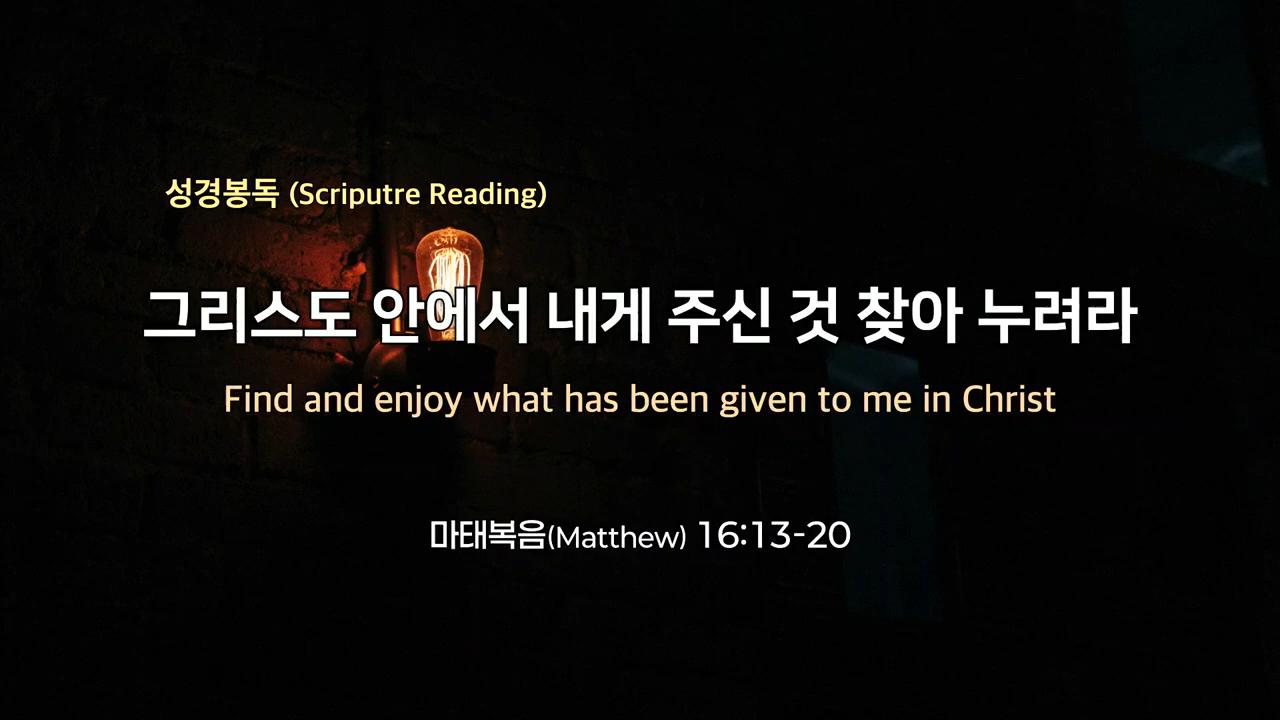 성경봉독 (Scriputre Reading)
그리스도 안에서 내게 주신 것 찾아 누려라
Find and enjoy what has been given to me in Christ
마태복음(Matthew) 16:13-20